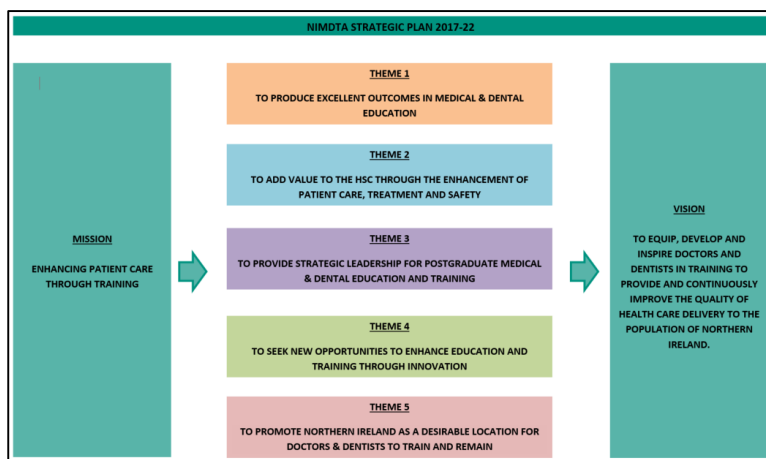 NIMDTA STRATEGIC PLAN 2017-22
MISSION
ENHANCING PATIENT CARE
THROUGH TRAINING
THEME 1
TO PRODUCE EXCELLENT OUTCOMES IN MEDICAL & DENTAL
EDUCATION
THEME 2
TO ADD VALUE TO THE HSC THROUGH THE ENHANCEMENT OF
PATIENT CARE, TREATMENT AND SAFETY
THEME 3
TO PROVIDE STRATEGIC LEADERSHIP FOR POSTGRADUATE MEDICAL
& DENTAL EDUCATION AND TRAINING
THEME 4
TO SEEK NEW OPPORTUNITIES TO ENHANCE EDUCATION AND
TRAINING THROUGH INNOVATION
THEME 5
TO PROMOTE NORTHERN IRELAND AS A DESIRABLE LOCATION FOR
DOCTORS & DENTISTS TO TRAIN AND REMAIN
VISION
TO EQUIP, DEVELOP AND
INSPIRE DOCTORS AND
DENTISTS IN TRAINING TO
PROVIDE AND CONTINUOUSLY
IMPROVE THE QUALITY OF
HEALTH CARE DELIVERY TO THE
POPULATION OF NORTHERN
IRELAND.